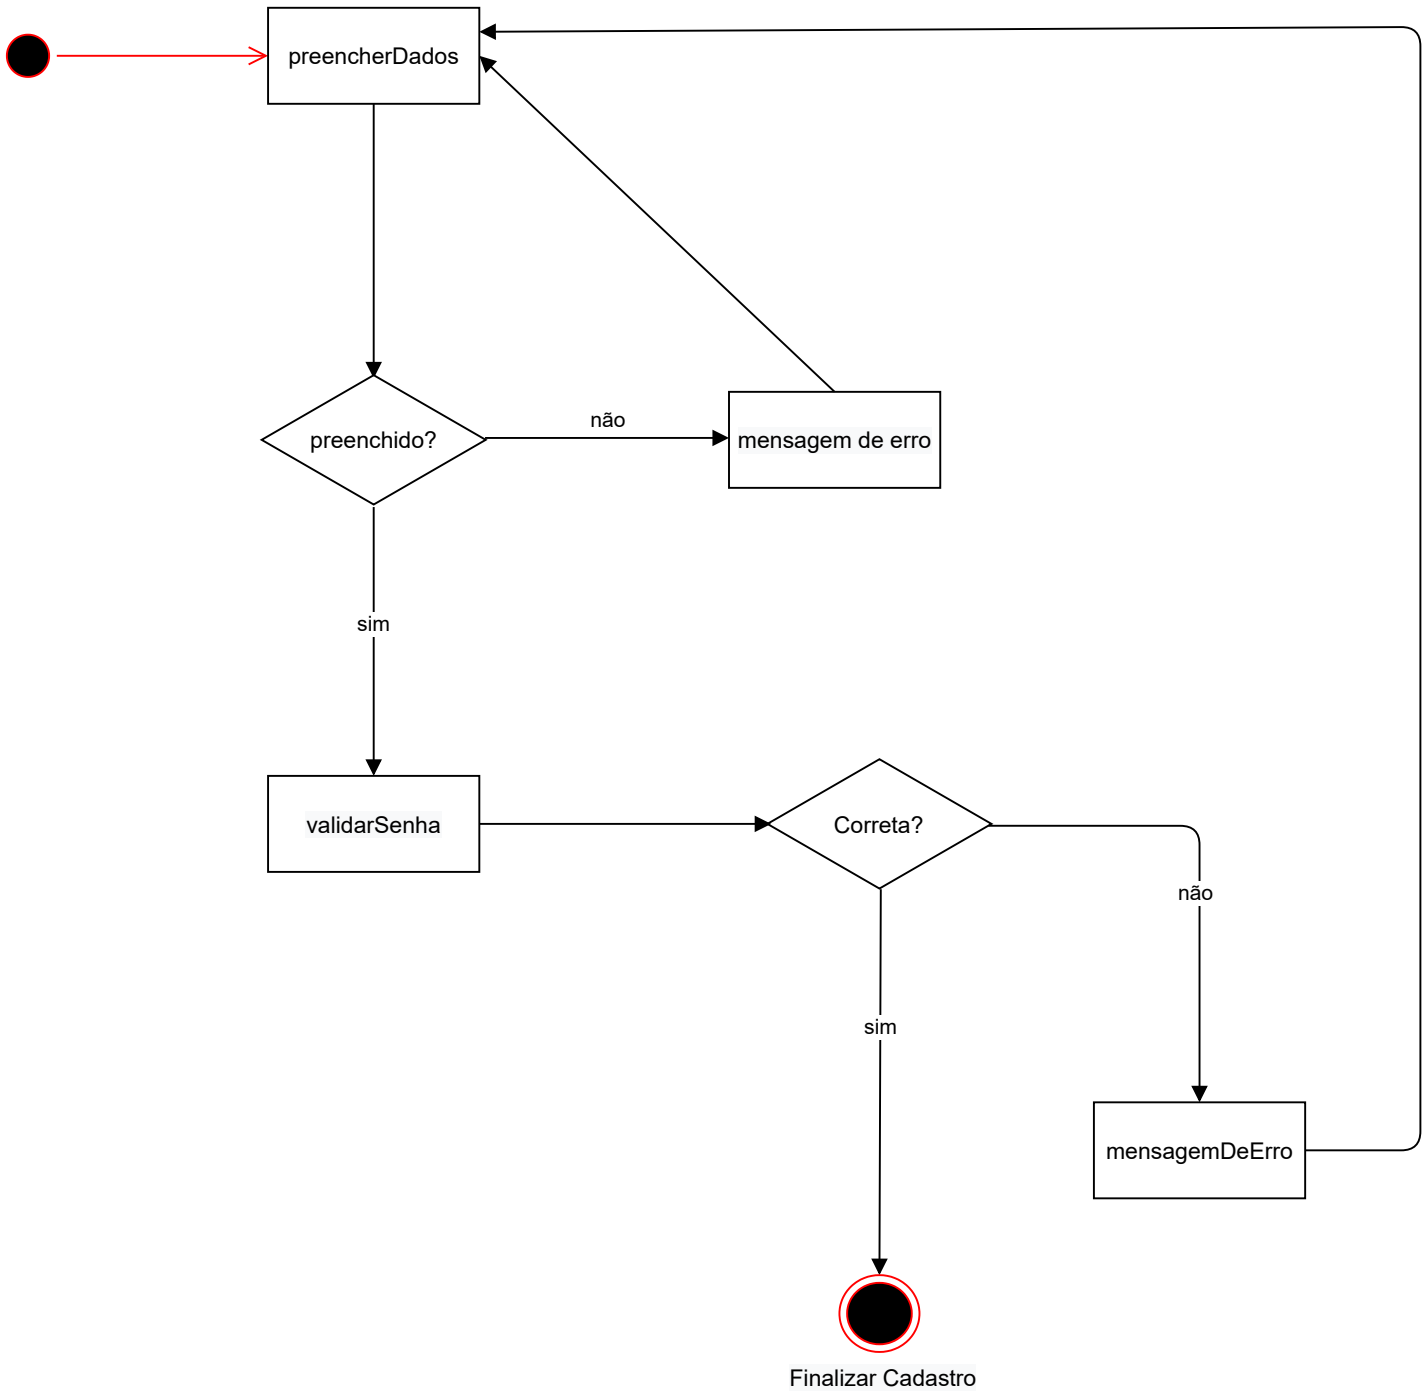 preencherDados
preenchido?
não
mensagem de erro
sim
validarSenha
Correta?
não
sim
mensagemDeErro
Finalizar Cadastro